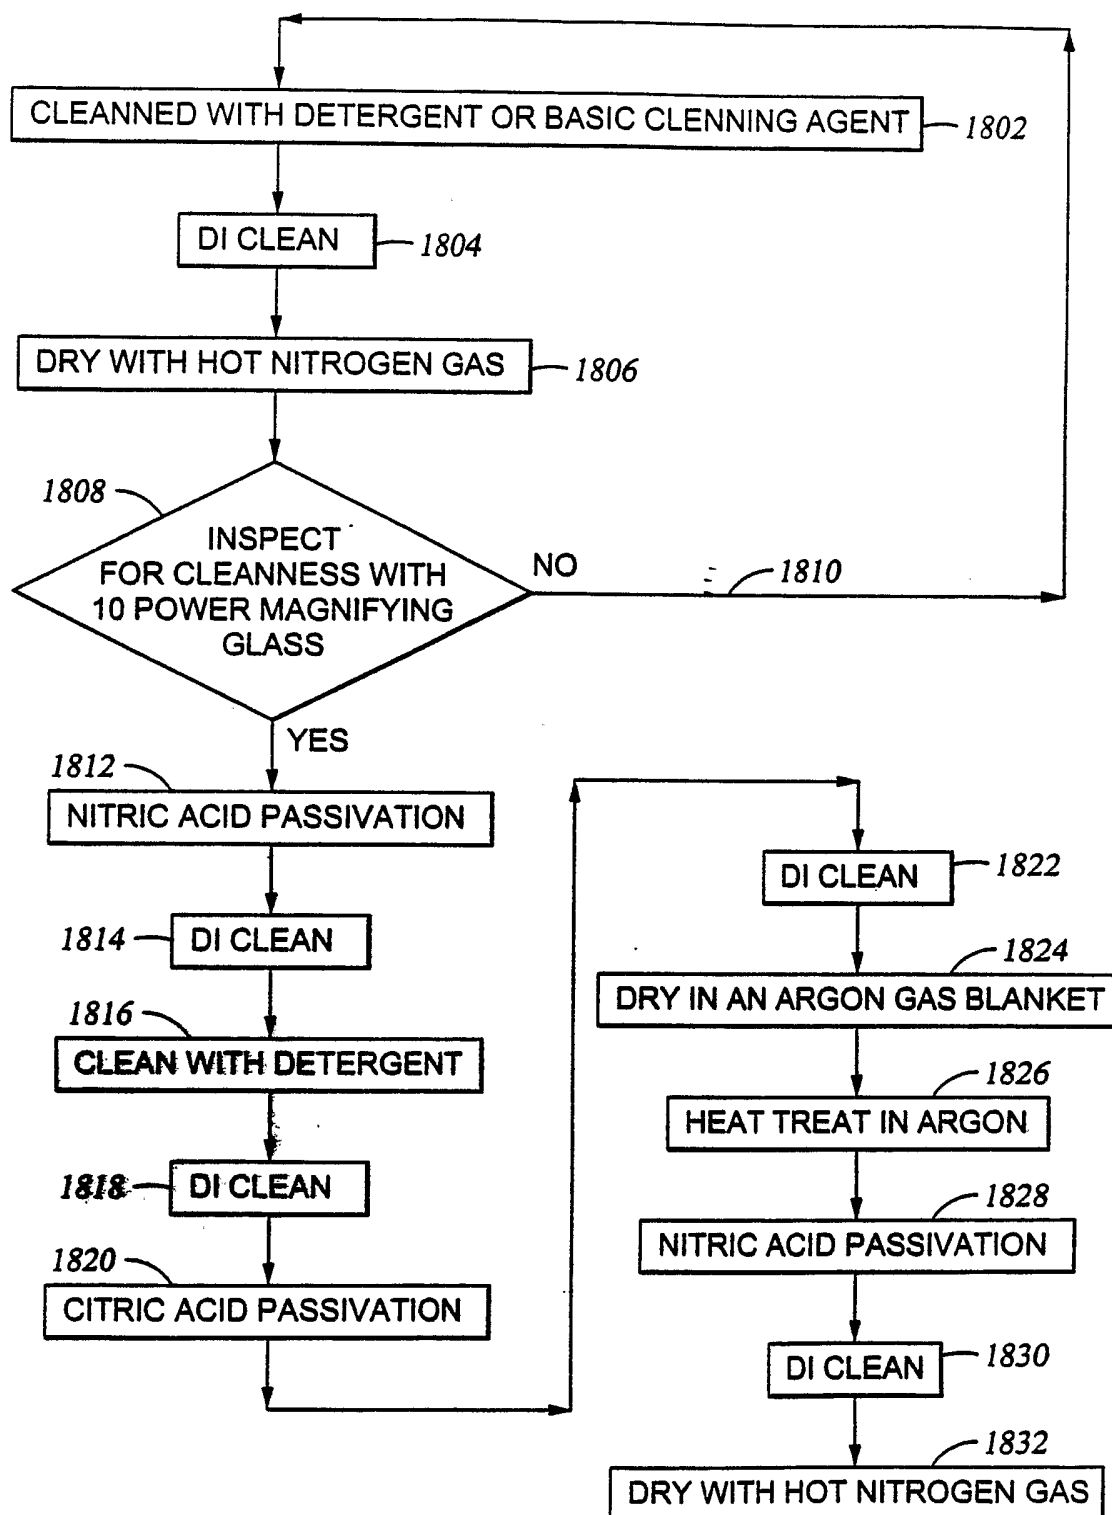 CLEANNED WITH DETERGENT OR BASIC CLENNING AGENT
1802
DI CLEAN
1804
DRY WITH HOT NITROGEN GAS
1806
1808
INSPECT
FOR CLEANNESS WITH
10 POWER MAGNIFYING
GLASS
NO
1810
YES
1812
NITRIC ACID PASSIVATION
1814
DI CLEAN
1816
CLEAN WITH DETERGENT
1818
DI CLEAN
1820
CITRIC ACID PASSIVATION
1822
DI CLEAN
1824
DRY IN AN ARGON GAS BLANKET
1826
HEAT TREAT IN ARGON
1828
NITRIC ACID PASSIVATION
1830
DI CLEAN
1832
DRY WITH HOT NITROGEN GAS